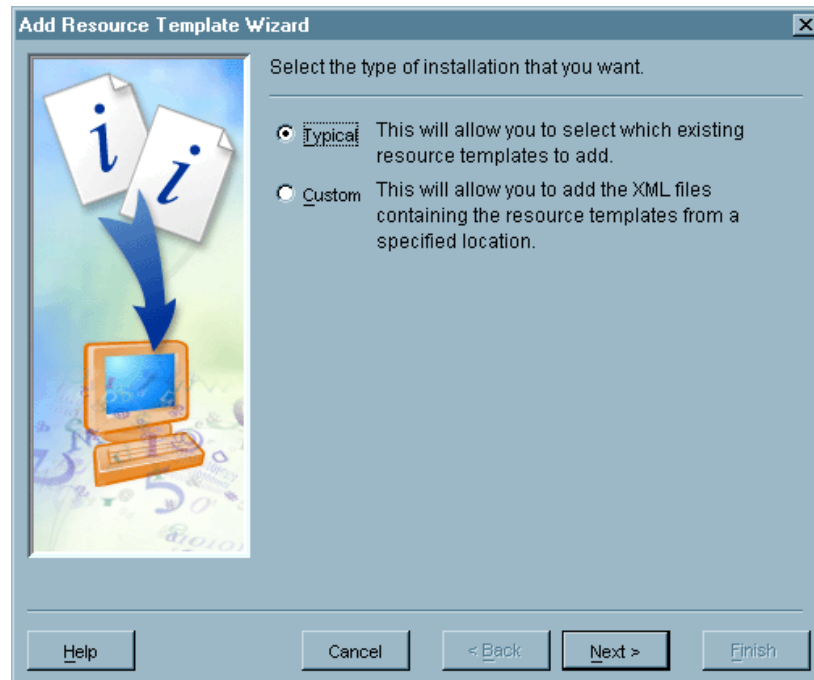 Add Resource Template Wizard
Select the type of installation that you want.
Typical
This will allow you to select which existing
resource templates to add.
Custom
This will allow you to add the XML files
containing the resource templates from a
specified location.
Help
Cancel
< Back
Next >
Finish